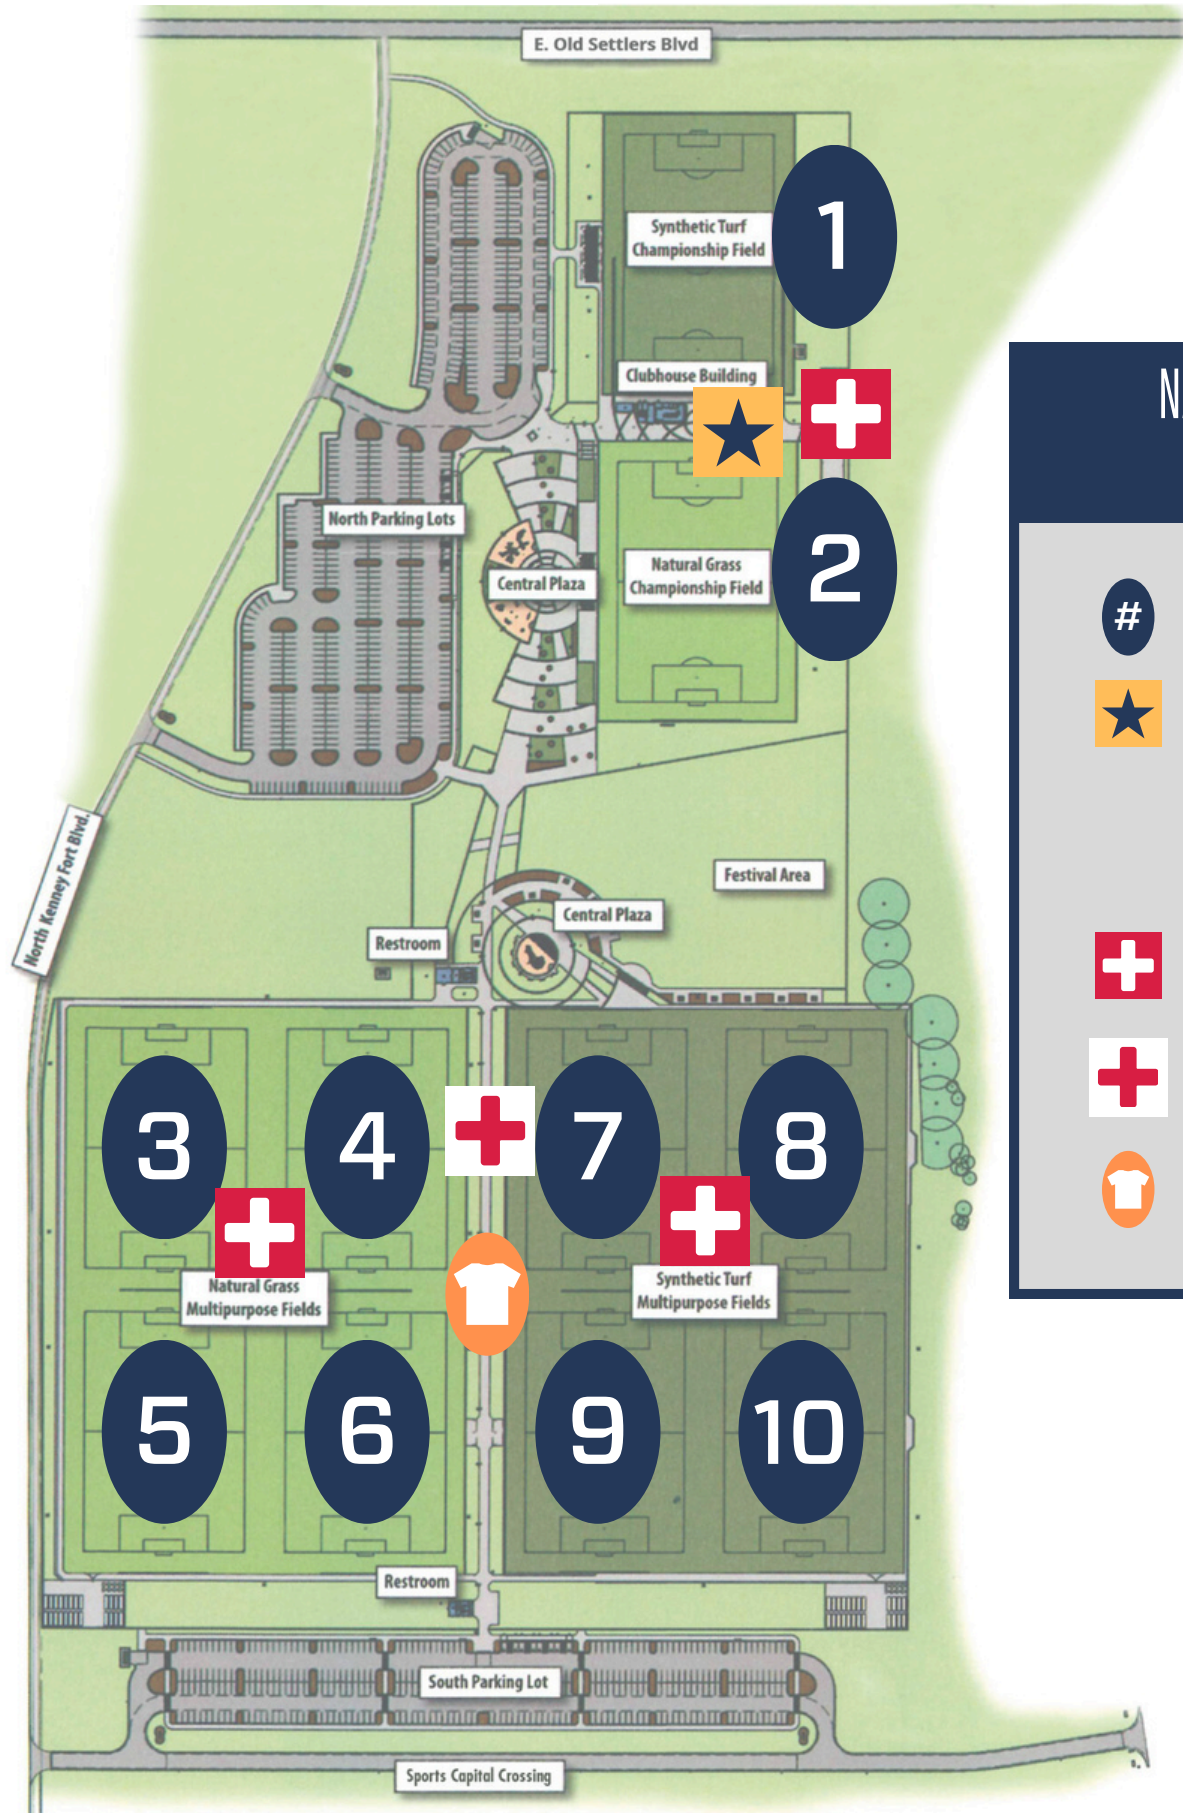 E. Old Settlers Blvd
1
Synthetic Turf
Championship Field
Clubhouse Building
North Parking Lots
Central Plaza
Natural Grass
Championship Field
2
#
North Kenney Fort Blvd.
Festival Area
Central Plaza
Restroom
3
4
7
8
Natural Grass
Multipurpose Fields
Synthetic Turf
Multipurpose Fields
5
6
9
10
Restroom
South Parking Lot
Sports Capital Crossing